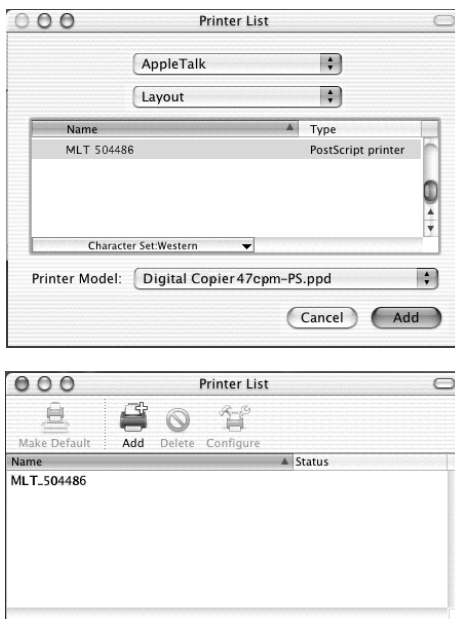 Printer List
AppleTalk
Layout
Name Type
MLT 504486 PostScript printer
Character Set:Western
Printer Model: Digital Copier47cpm-PS.ppd
Cancel Add
Printer List
Make Default Add Delete Configure
Name Status
MLT_504486